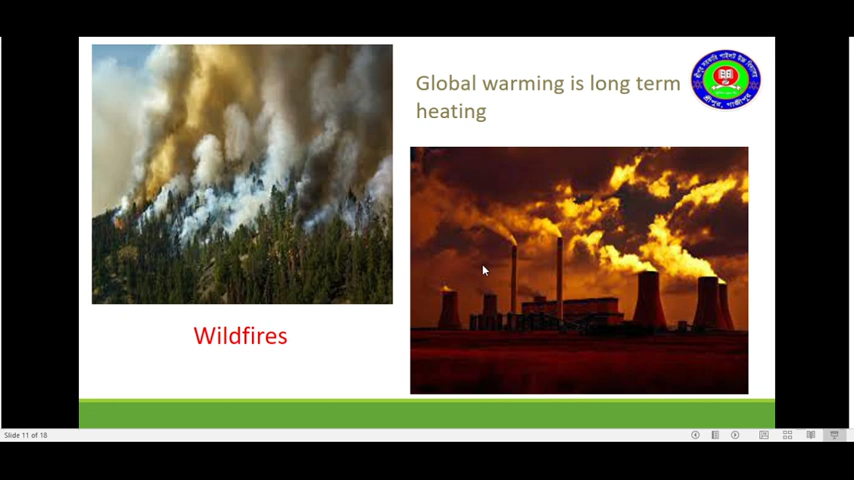 Global warming is long term
heating
শ্রীপুর, গাজীপুর
Wildfires
Slide 11 of 18